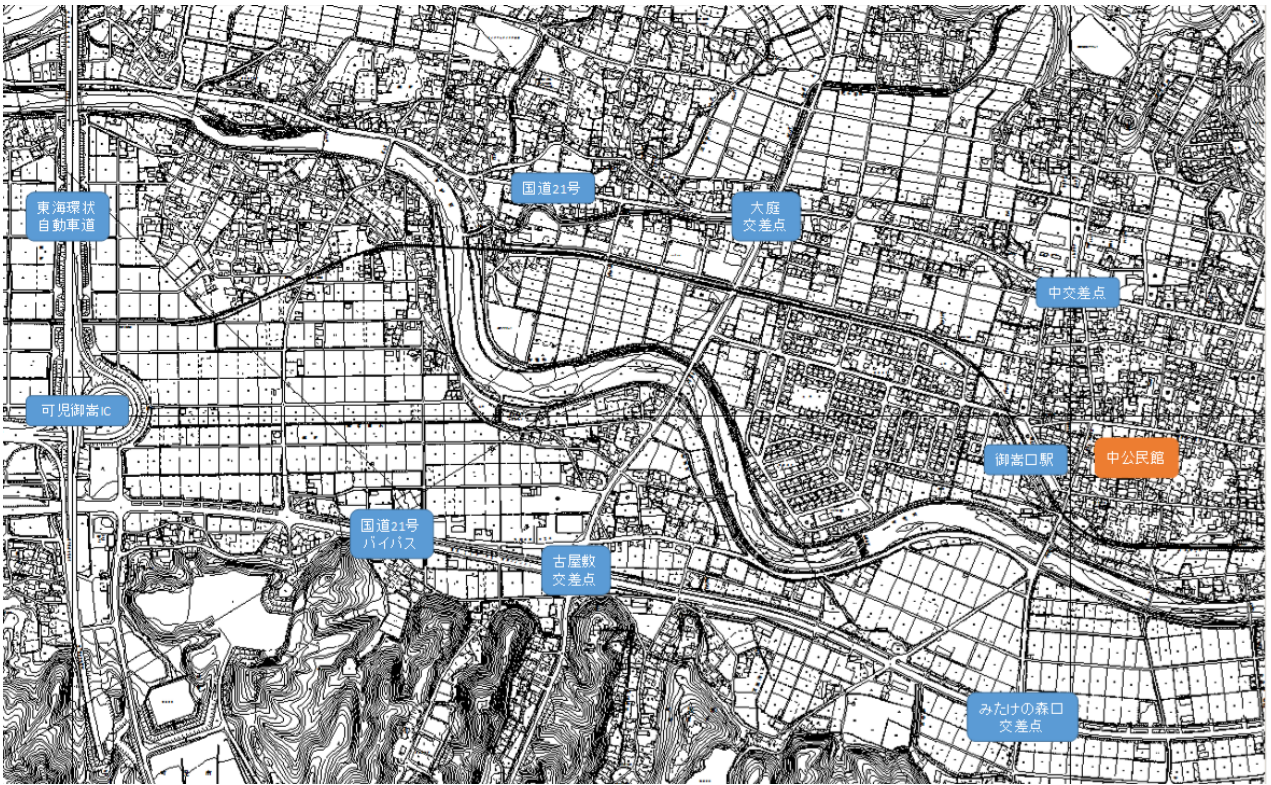 国道21号
東海環状
自動車道
大庭
交差点
中交差点
可児御嵩IC
御嵩口駅
中公民館
国道21号
バイパス
古屋敷
交差点
みたけの森口
交差点